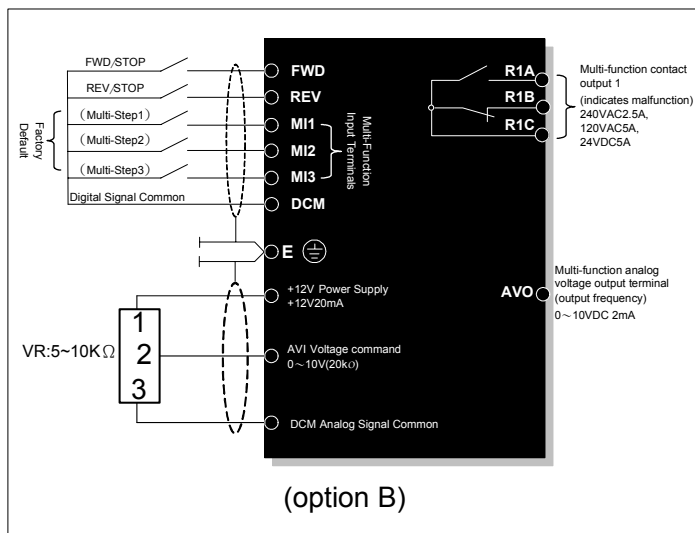 FWD/STOP
REV/STOP
(Multi-Step1)
(Multi-Step2)
(Multi-Step3)
Digital Signal Common
Factory
Default
FWD
REV
MI1
MI2
MI3
DCM
Multi-Function
Input Terminals
E
+12V Power Supply
+12V20mA
AVI Voltage command
0~10V(20kΩ)
DCM Analog Signal Common
VR:5~10KΩ
1
2
3
R1A
R1B
R1C
Multi-function contact
output 1
(indicates malfunction)
240VAC2.5A,
120VAC5A,
24VDC5A
AVO
Multi-function analog
voltage output terminal
(output frequency)
0~10VDC 2mA
(option B)